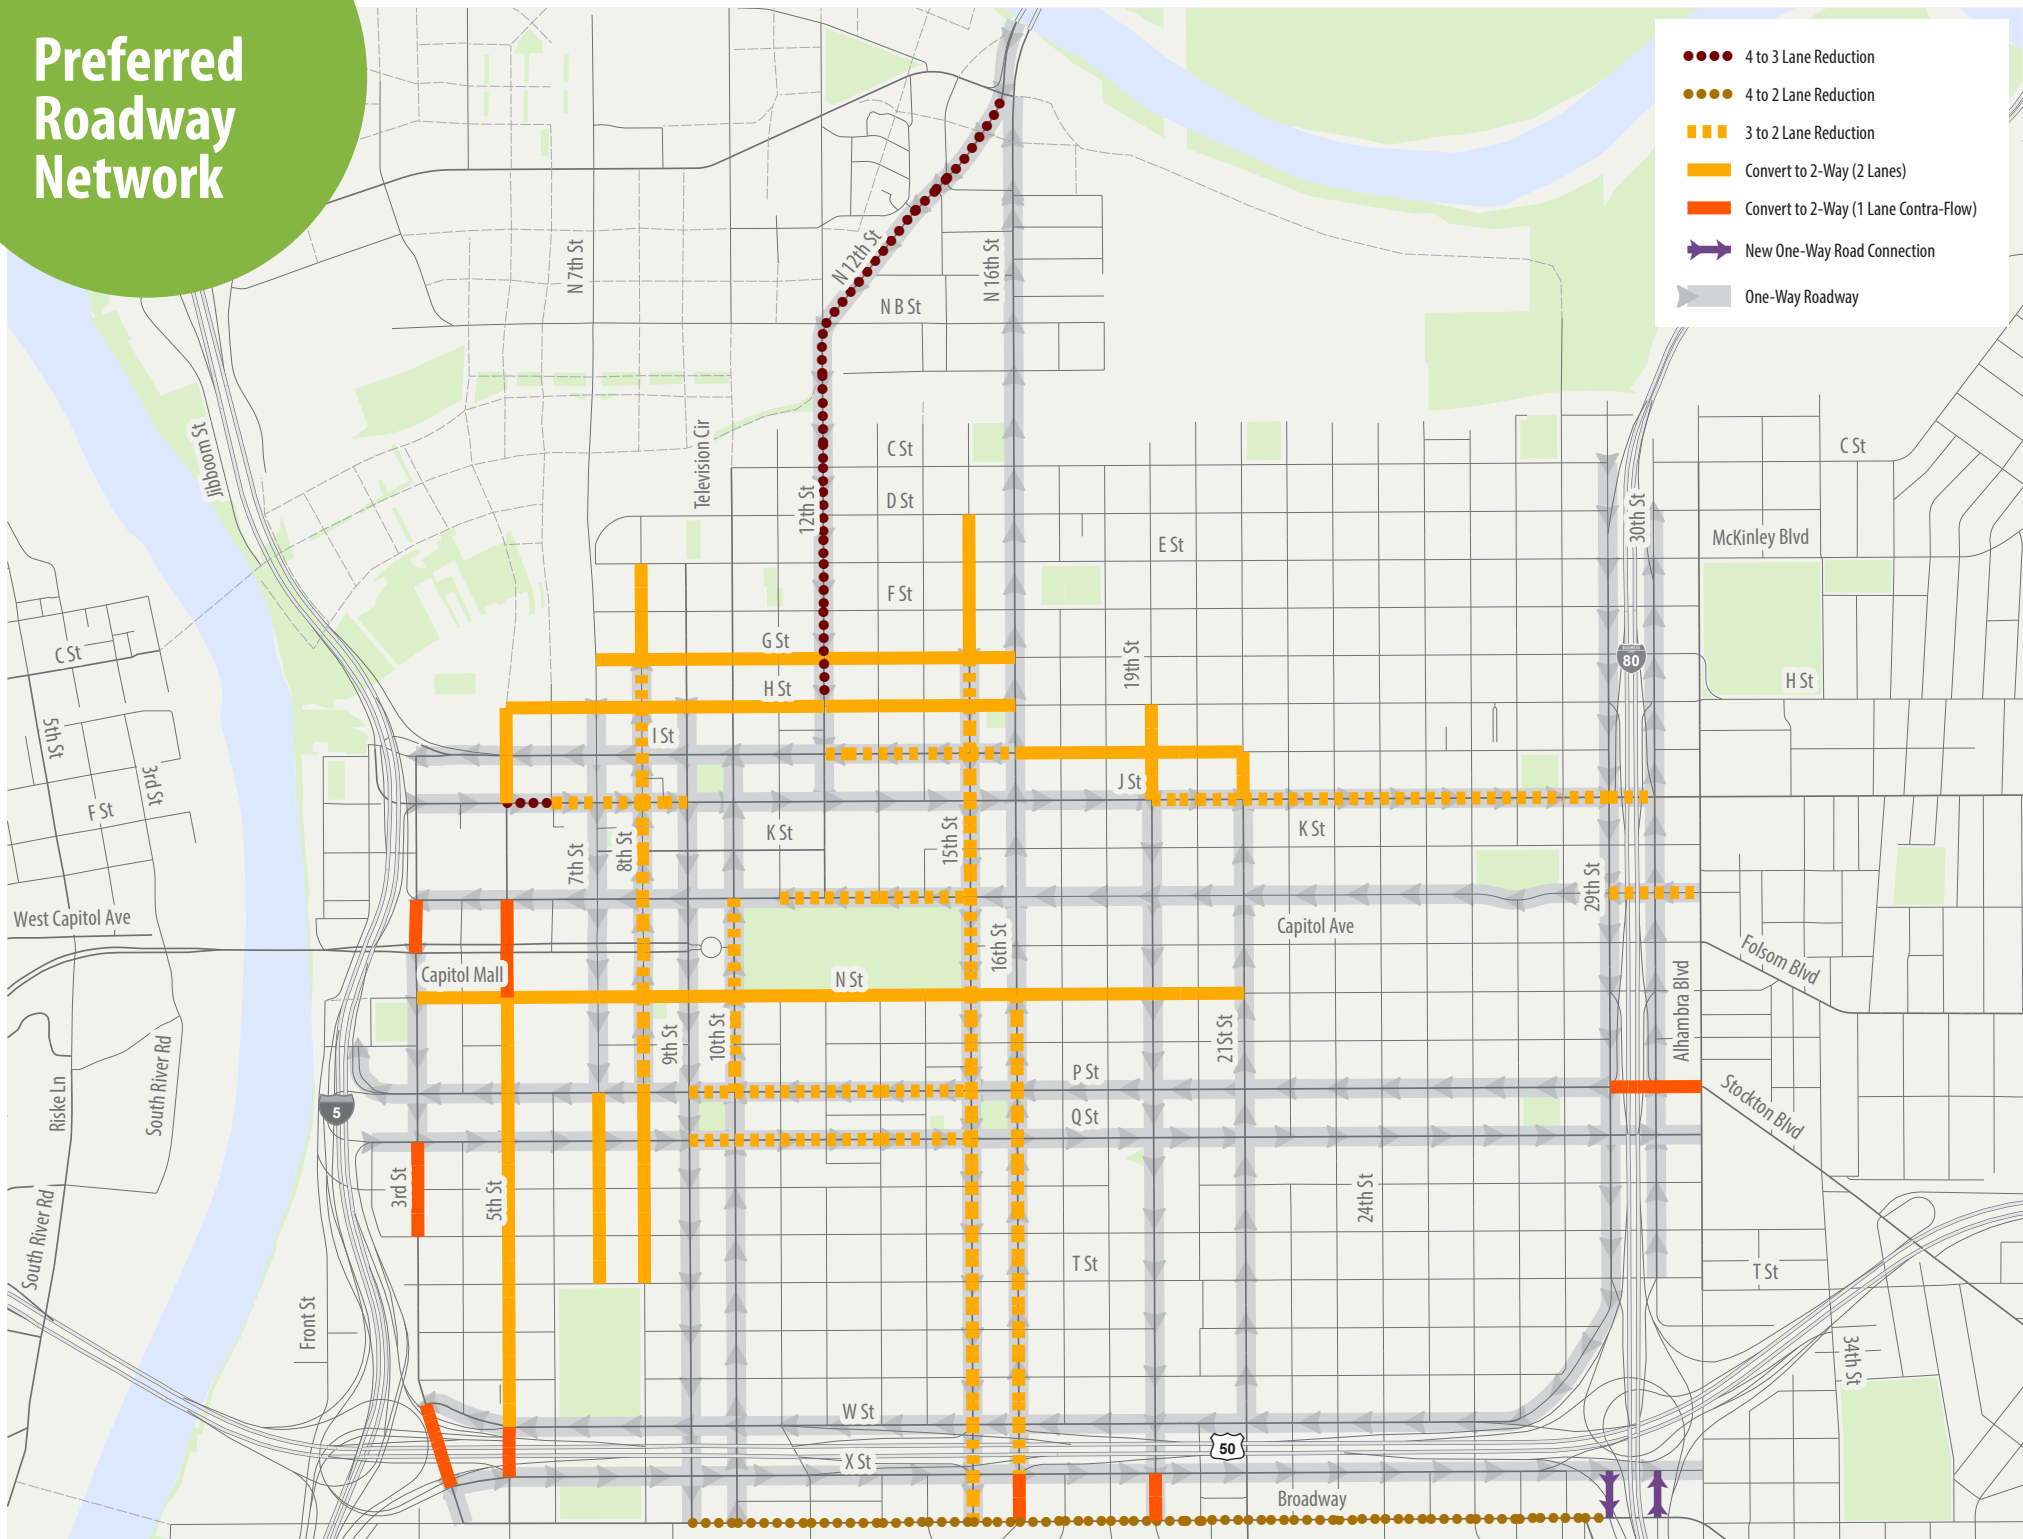 Preferred
Roadway
Network
4 to 3 Lane Reduction
4 to 2 Lane Reduction
3 to 2 Lane Reduction
Convert to 2-Way (2 Lanes)
Convert to 2-Way (1 Lane Contra-Flow)
New One-Way Road Connection
One-Way Roadway
N 7th St
N 12th St
N 16th St
N B St
Jibboom St
Television Cir
12th St
C St
D St
E St
F St
C St
30th St
McKinley Blvd
G St
H St
19th St
BUSINESS
80
H St
C St
5th St
3rd St
F St
I St
J St
K St
K St
7th St
8th St
15th St
29th St
West Capitol Ave
Capitol Mall
N St
16th St
Capitol Ave
Folsom Blvd
Alhambra Blvd
9th St
10th St
21St St
P St
Q St
Stockton Blvd
5
Riske Ln
South River Rd
South River Rd
3rd St
5th St
24th St
T St
T St
Front St
34th St
W St
X St
50
Broadway